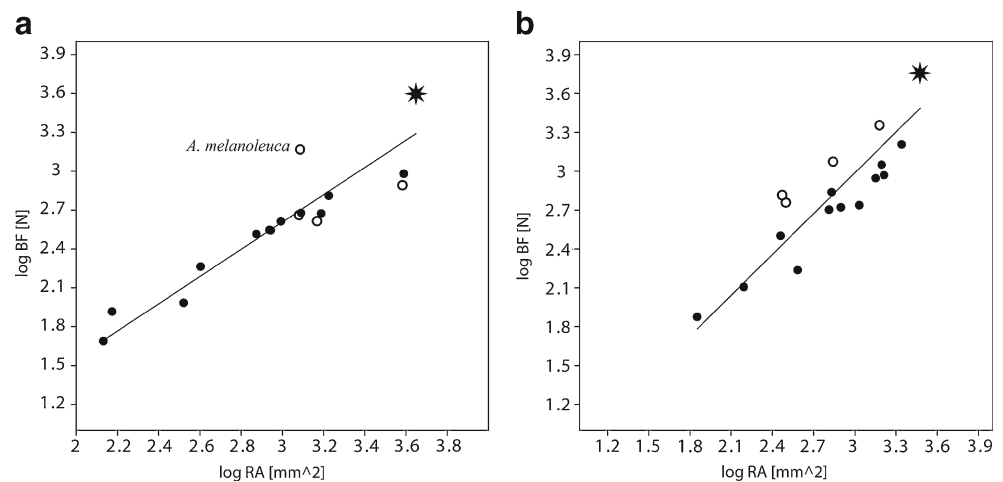 a
3.9
3.6
3.3
3
2.7
2.4
2.1
1.8
1.5
1.2
log BF [N]
A. melanoleuca
2 2.2 2.4 2.6 2.8 3 3.2 3.4 3.6 3.8
log RA [mm^2]
b
3.9
3.6
3.3
3
2.7
2.4
2.1
1.8
1.5
1.2
log BF [N]
1.2 1.5 1.8 2.1 2.4 2.7 3 3.3 3.6 3.9
log RA [mm^2]